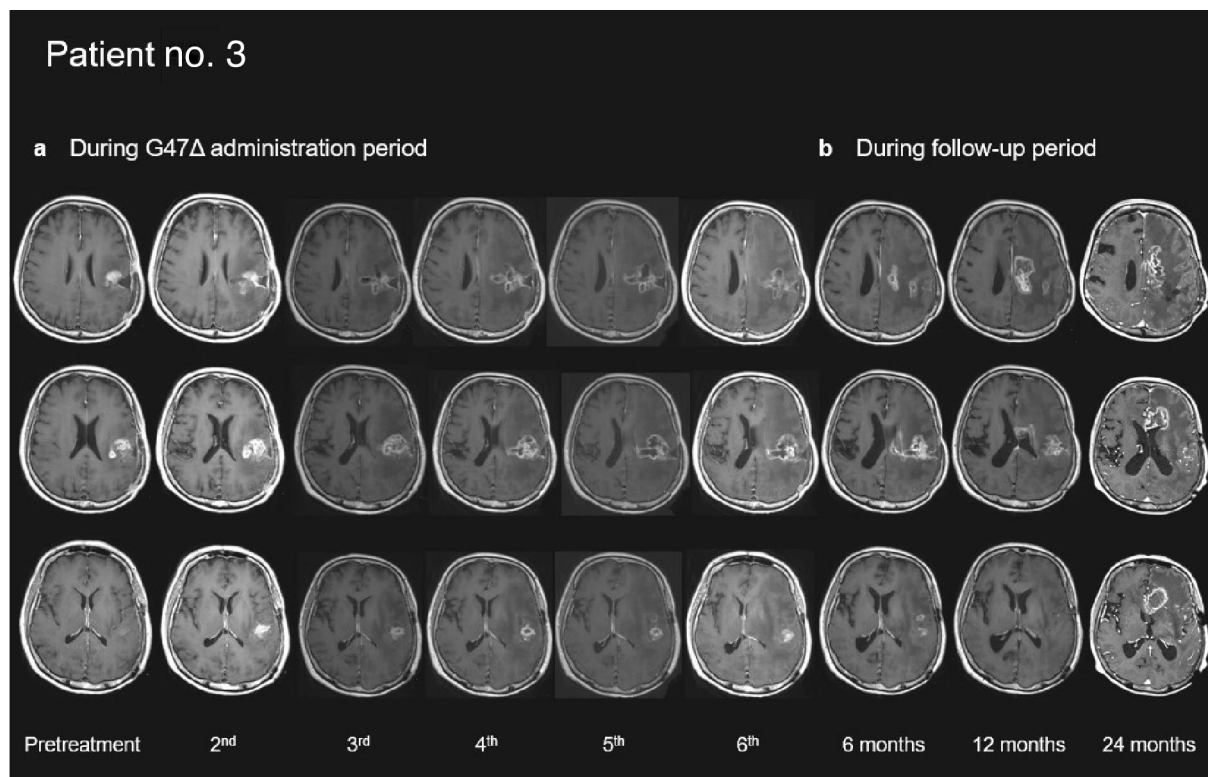 Patient no. 3
a During G47Δ administration period
b During follow-up period
Pretreatment 2nd 3rd 4th 5th 6th 6 months 12 months 24 months